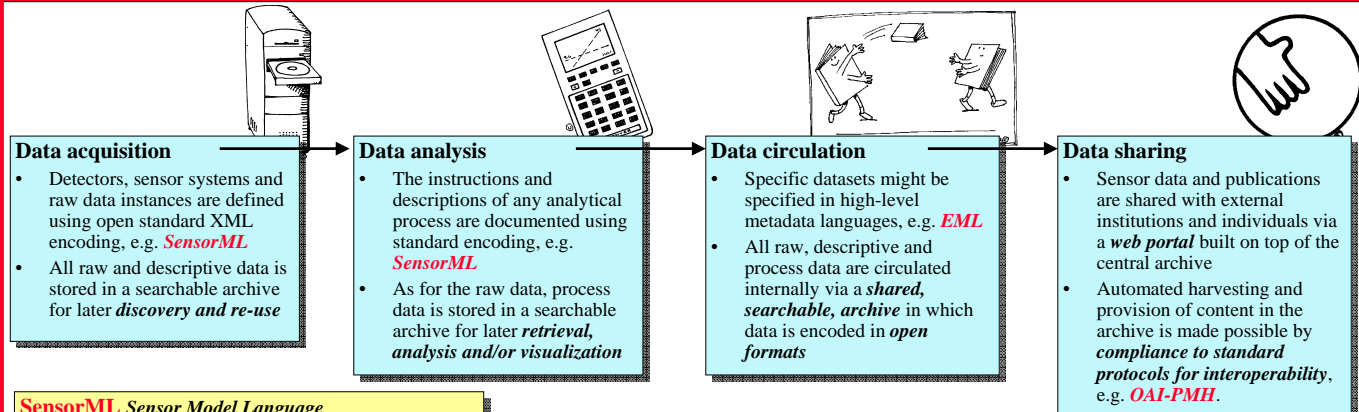 Data acquisition
• Detectors, sensor systems and
raw data instances are defined
using open standard XML
encoding, e.g. SensorML
• All raw and descriptive data is
stored in a searchable archive
for later discovery and re-use
Data analysis
• The instructions and
descriptions of any analytical
process are documented using
standard encoding, e.g.
SensorML
• As for the raw data, process
data is stored in a searchable
archive for later retrieval,
analysis and/or visualization
Data circulation
• Specific datasets might be
specified in high-level
metadata languages, e.g. EML
• All raw, descriptive and
process data are circulated
internally via a shared,
searchable, archive in which
data is encoded in open
formats
Data sharing
• Sensor data and publications
are shared with external
institutions and individuals via
a web portal built on top of the
central archive
• Automated harvesting and
provision of content in the
archive is made possible by
compliance to standard
protocols for interoperability,
e.g. OAI-PMH.
SensorML Sensor Model Language